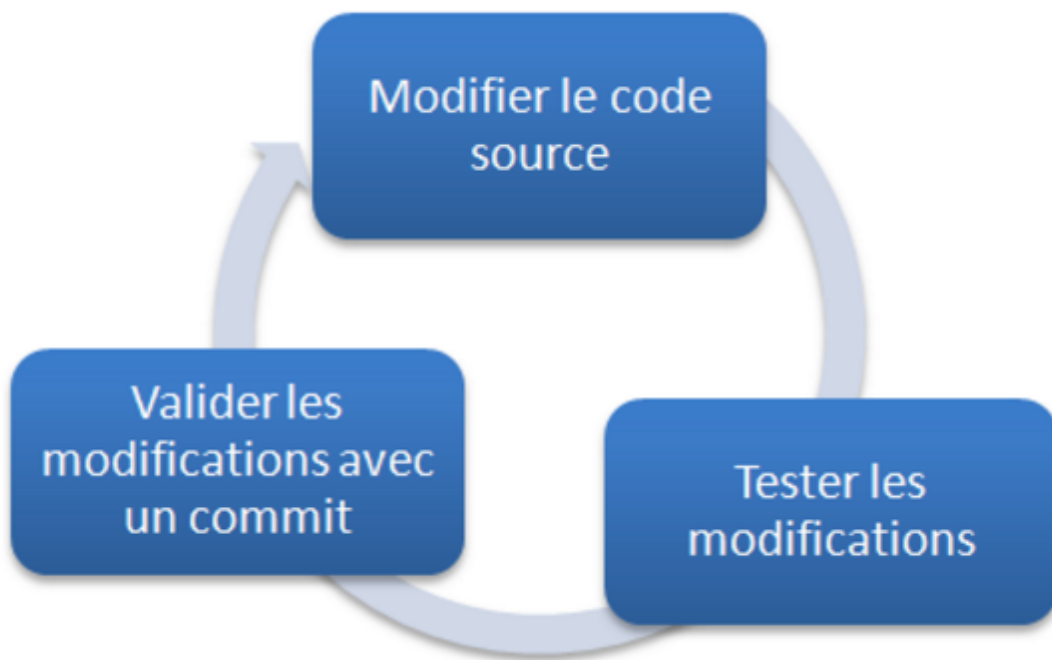 Modifier le code
source
Tester les
modifications
Valider les
modifications avec
un commit